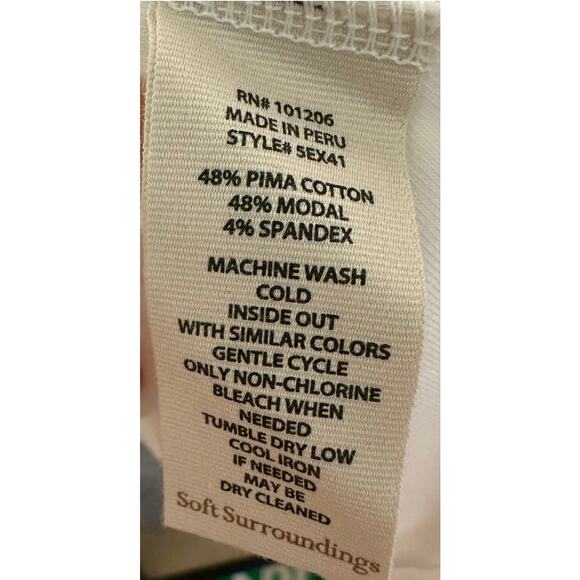 RN# 101206
MADE IN PERU
STYLE# 5EX41
48% PIMA COTTON
48% MODAL
4% SPANDEX
MACHINE WASH
COLD
INSIDE OUT
WITH SIMILAR COLORS
GENTLE CYCLE
ONLY NON-CHLORINE
BLEACH WHEN
NEEDED
TUMBLE DRY LOW
COOL IRON
IF NEEDED
MAY BE
DRY CLEANED
Soft Surroundings